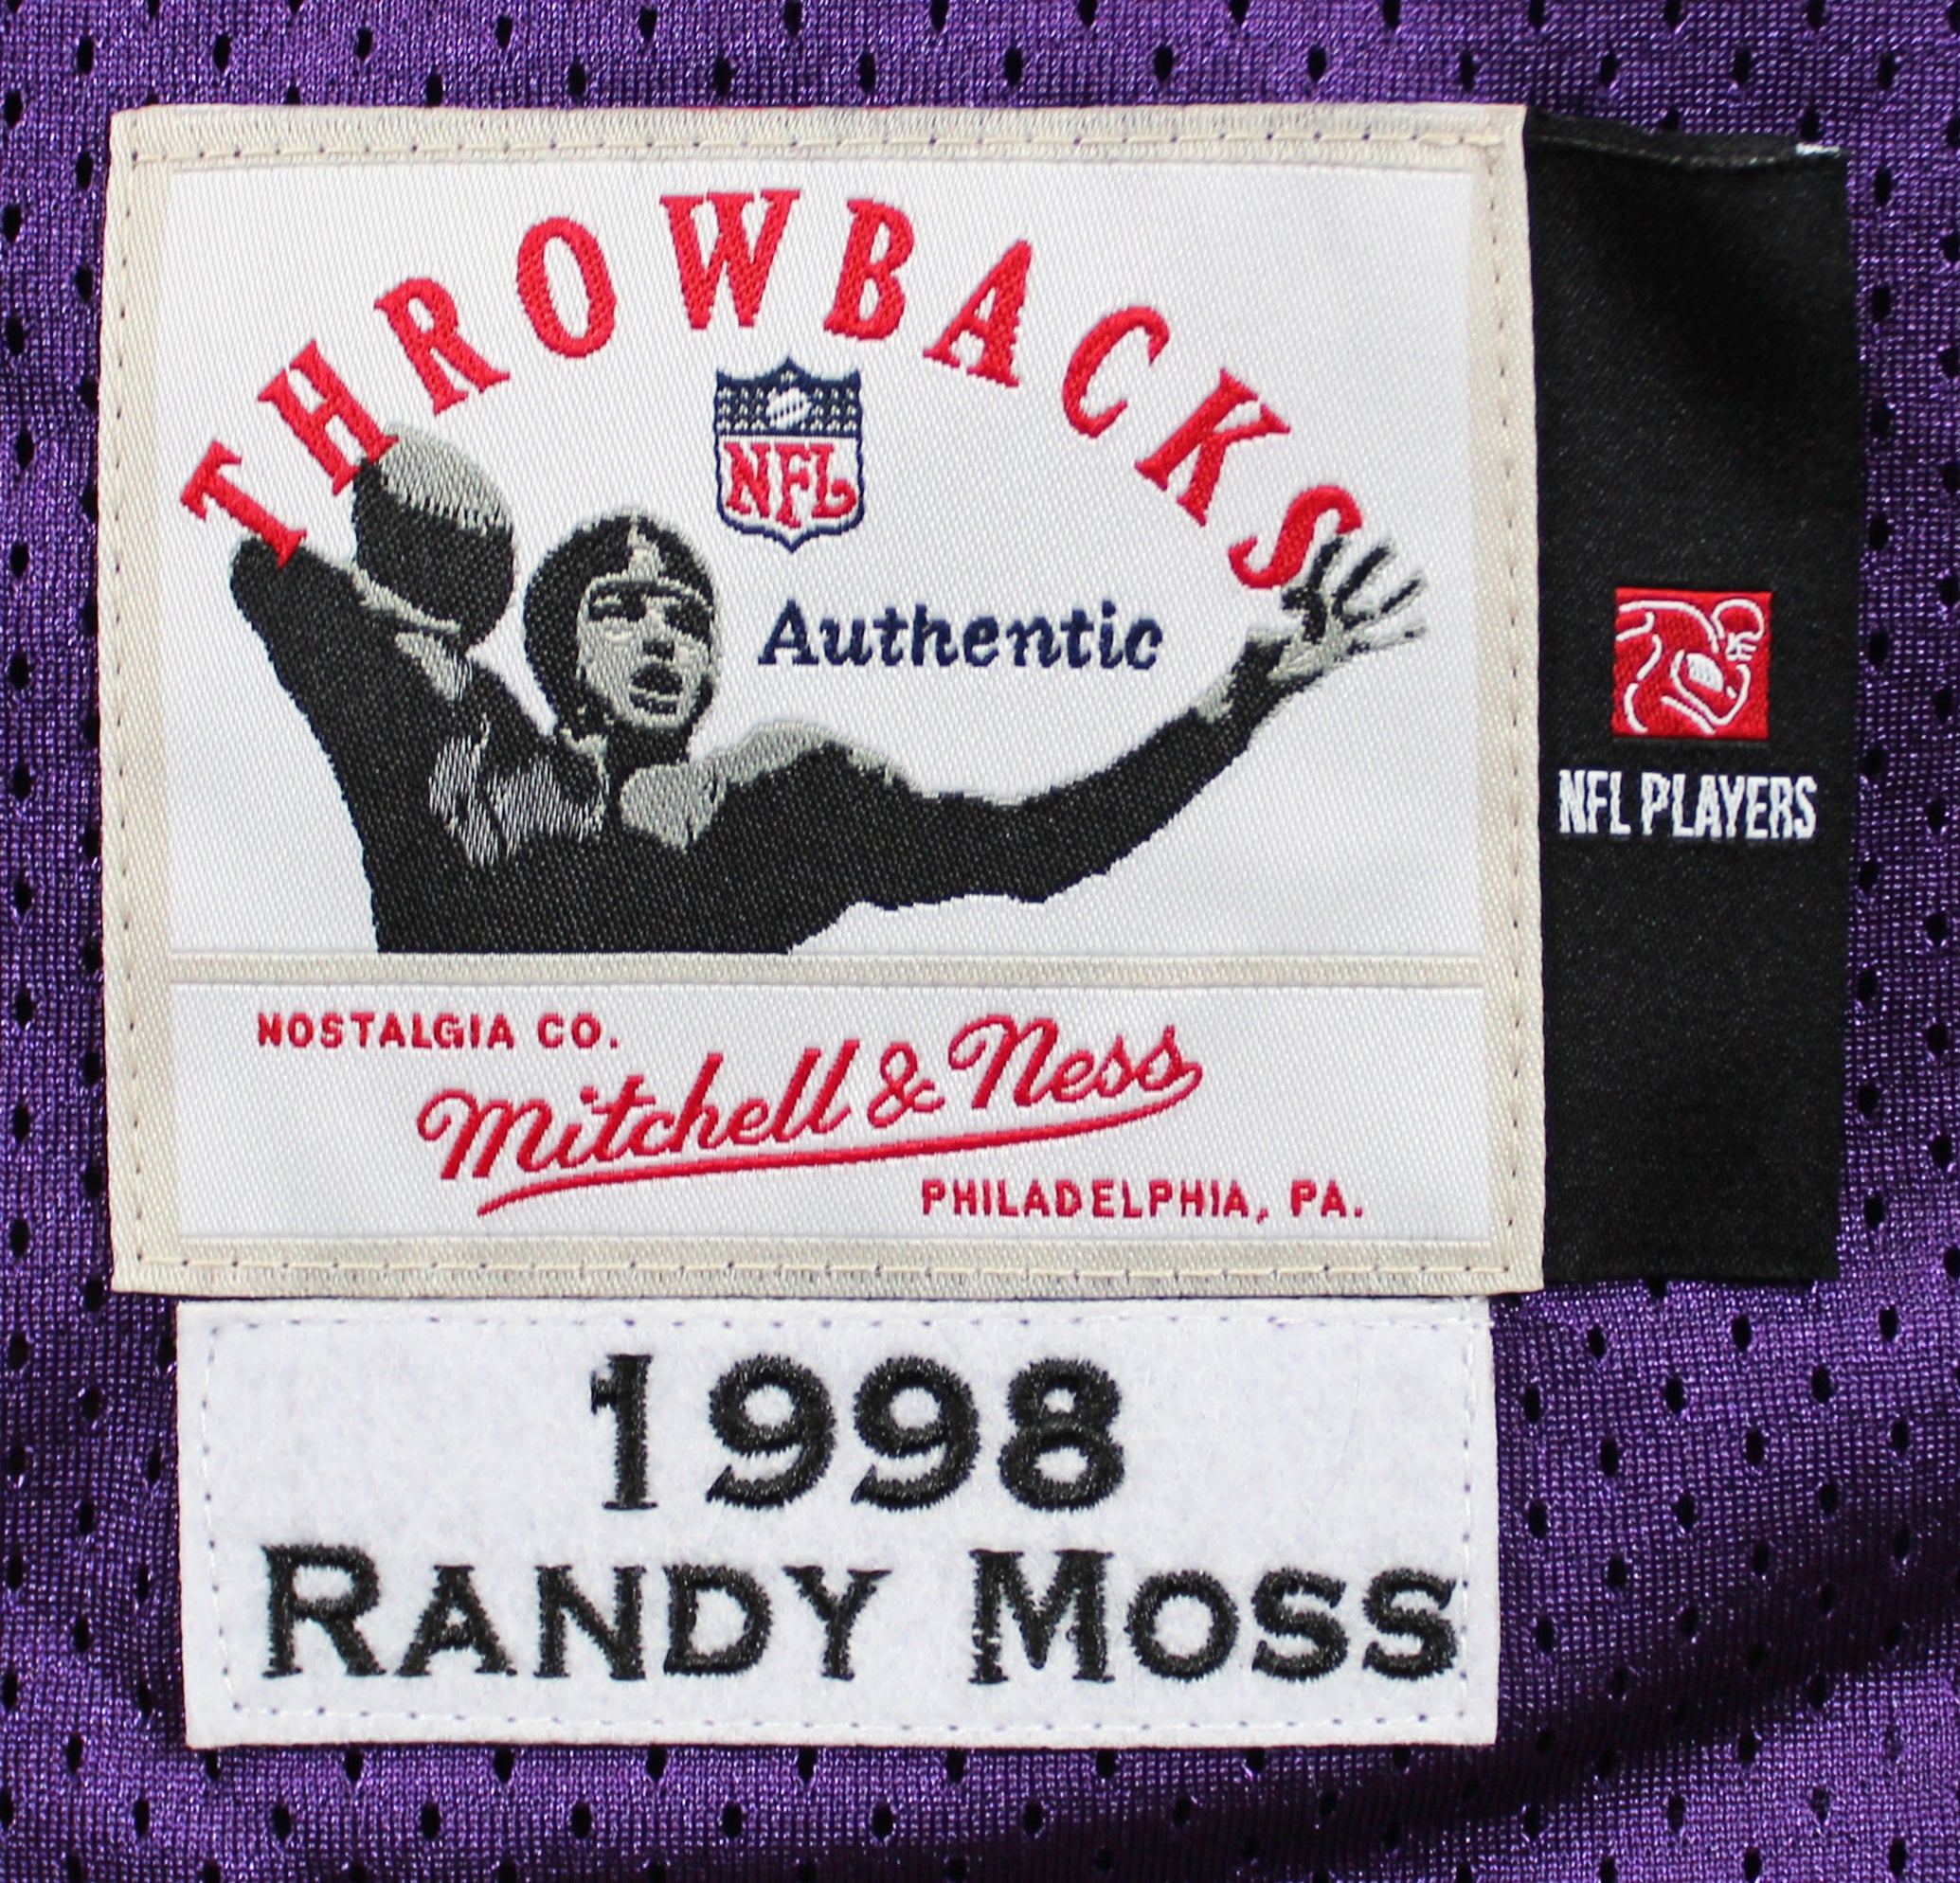 THROWBACKS
NFL
Authentic
NFL PLAYERS
NOSTALGIA CO.
Mitchell & Ness
PHILADELPHIA, PA.
1998
RANDY MOSS